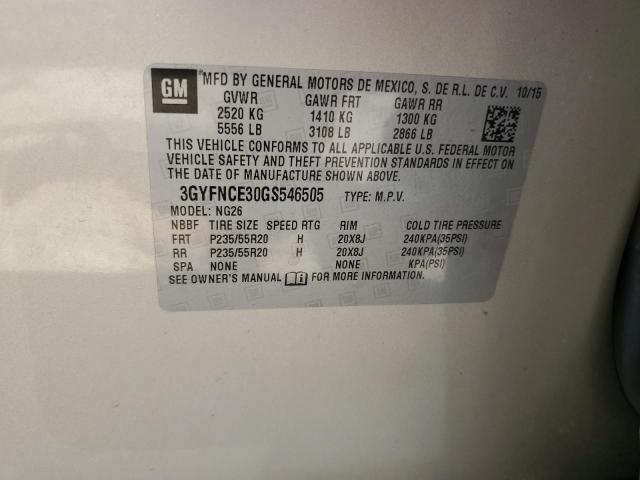 GM
*MFD BY GENERAL MOTORS DE MEXICO, S. DE R.L. DE C.V. 10/15
GVWR GAWR FRT GAWR RR
2520 KG 1410 KG 1300 KG
5556 LB 3108 LB 2866 LB
THIS VEHICLE CONFORMS TO ALL APPLICABLE U.S. FEDERAL MOTOR
VEHICLE SAFETY AND THEFT PREVENTION STANDARDS IN EFFECT ON
THE DATE OF MANUFACTURE SHOWN ABOVE.
3GYFNCE30GS546505 TYPE: M.P.V.
MODEL: NG26
NBBF TIRE SIZE SPEED RTG RIM COLD TIRE PRESSURE
FRT P235/55R20 H 20X8J 240KPA(35PSI)
RR P235/55R20 H 20X8J 240KPA(35PSI)
SPA NONE NONE KPA(PSI)
SEE OWNER'S MANUAL FOR MORE INFORMATION.